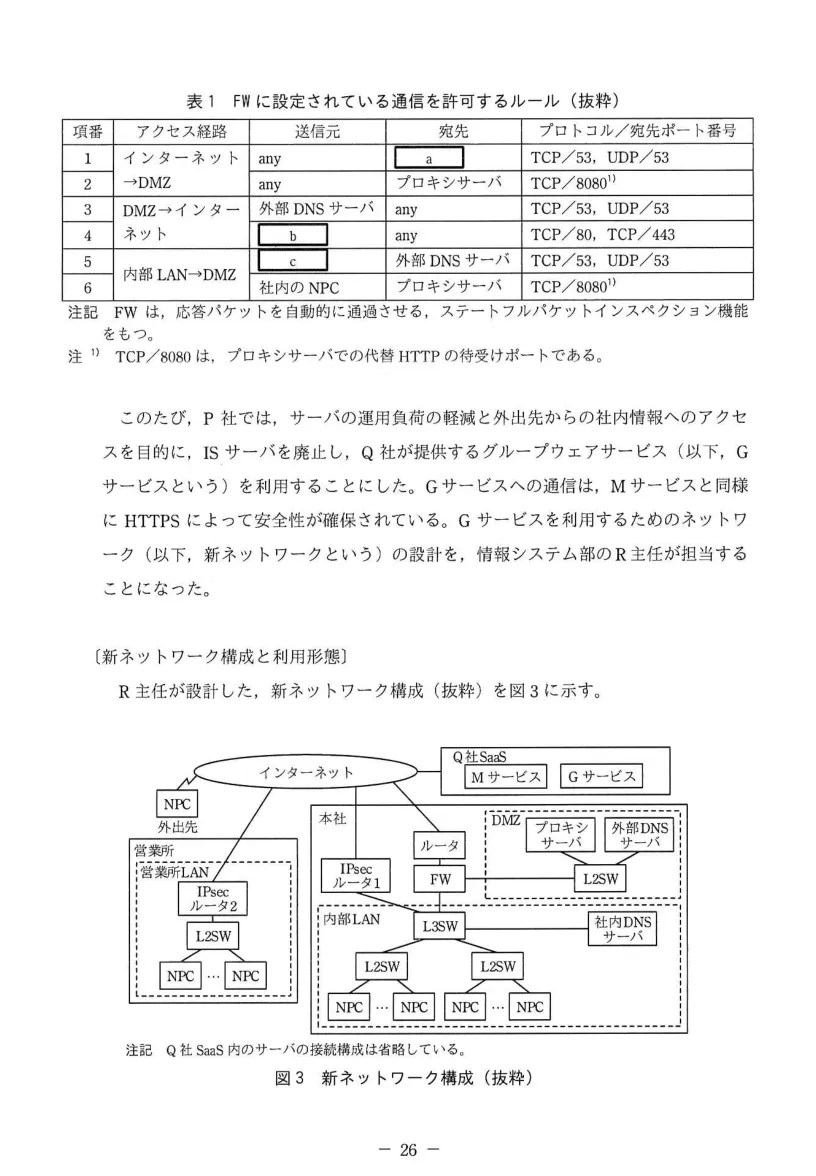 表1 FWに設定されている通信を許可するルール（抜粋）
項番 アクセス経路 送信元 宛先 プロトコル／宛先ポート番号
1 インターネット→DMZ any a TCP／53，UDP／53
2 any プロキシサーバ TCP／80801)
3 DMZ→インターネット 外部DNSサーバ any TCP／53，UDP／53
4 b any TCP／80，TCP／443
5 内部LAN→DMZ c 外部DNSサーバ TCP／53，UDP／53
6 社内のNPC プロキシサーバ TCP／80801)
注記 FWは，応答パケットを自動的に通過させる，ステートフルパケットインスペクション機能
をもつ。
注 1) TCP／8080は，プロキシサーバでの代替HTTPの待受けポートである。
このたび，P社では，サーバの運用負荷の軽減と外出先からの社内情報へのアクセ
スを目的に，ISサーバを廃止し，Q社が提供するグループウェアサービス（以下，G
サービスという）を利用することにした。Gサービスへの通信は，Mサービスと同様
にHTTPSによって安全性が確保されている。Gサービスを利用するためのネットワ
ーク（以下，新ネットワークという）の設計を，情報システム部のR主任が担当する
ことになった。
〔新ネットワーク構成と利用形態〕
R主任が設計した，新ネットワーク構成（抜粋）を図3に示す。
インターネット
Q社SaaS
Mサービス Gサービス
NPC
外出先
営業所
営業所LAN
IPsec
ルータ2
L2SW
NPC … NPC
本社
ルータ
IPsec
ルータ1
FW
DMZ
プロキシ
サーバ
外部DNS
サーバ
L2SW
内部LAN
L3SW
社内DNS
サーバ
L2SW L2SW
NPC … NPC NPC … NPC
注記 Q社SaaS内のサーバの接続構成は省略している。
図3 新ネットワーク構成（抜粋）
－ 26 －